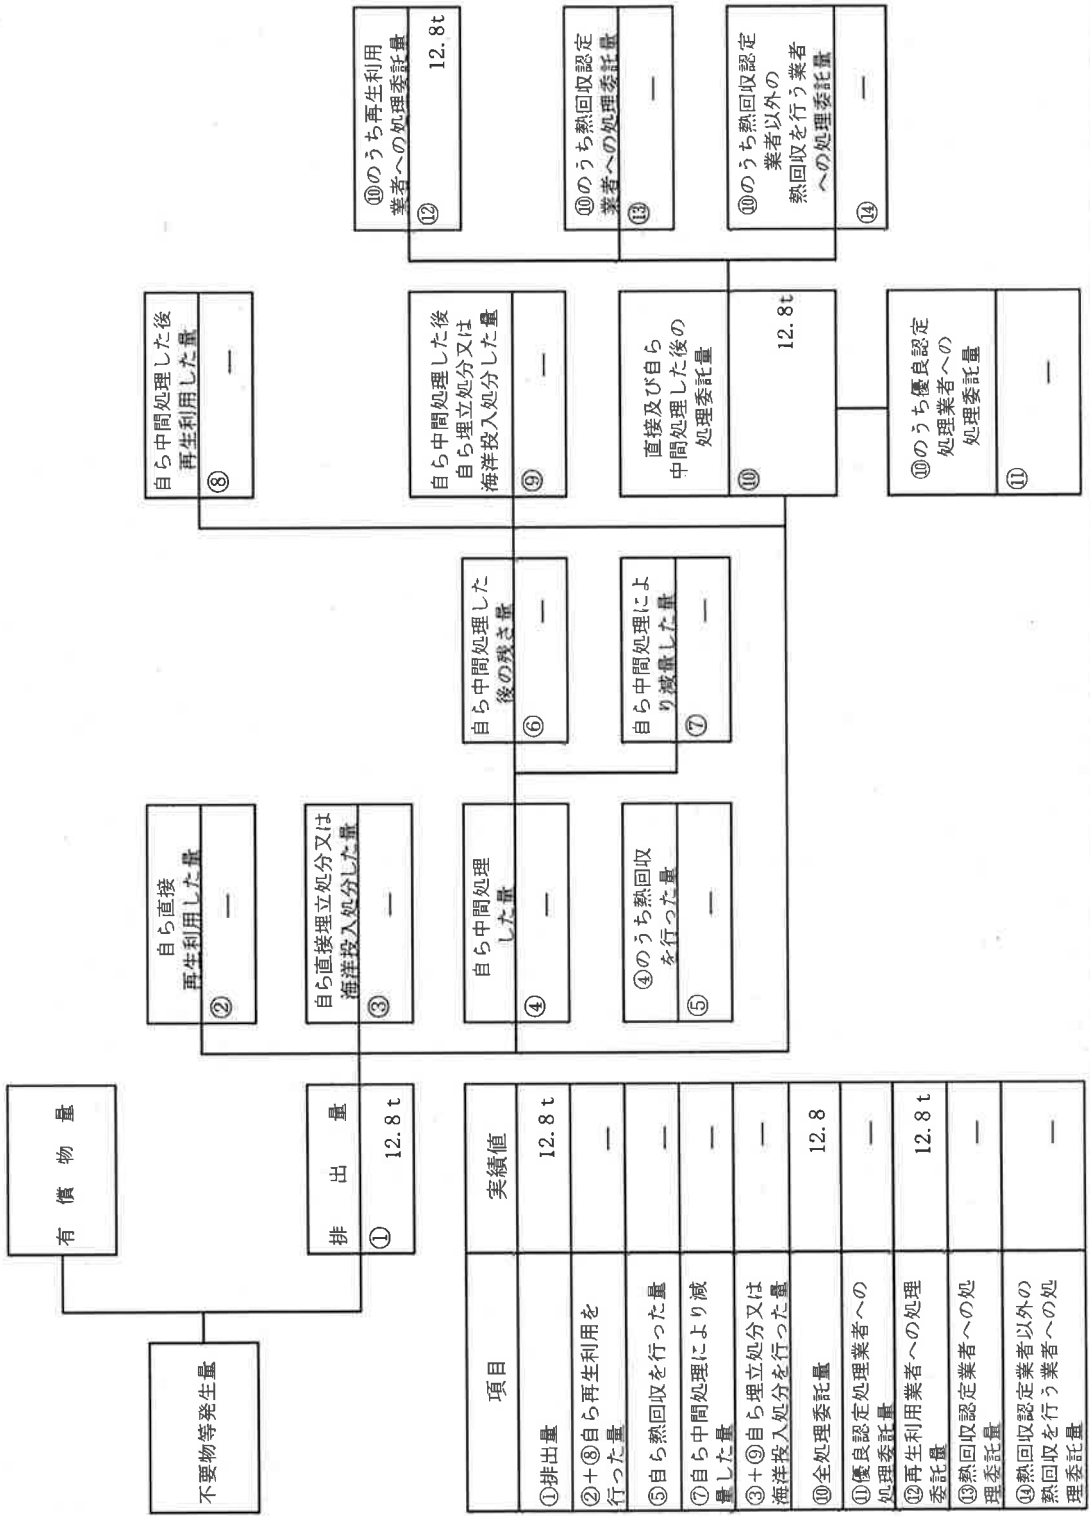 不要物等発生量
有償物量
排出量
① 12.8t
自ら直接
再生利用した量
② ―
自ら直接埋立処分又は
海洋投入処分した量
③ ―
自ら中間処理
した量
④ ―
④のうち熱回収
を行った量
⑤ ―
自ら中間処理した
後の残さ量
⑥ ―
自ら中間処理によ
り減量した量
⑦ ―
自ら中間処理した後
再生利用した量
⑧ ―
自ら中間処理した後
自ら埋立処分又は
海洋投入処分した量
⑨ ―
直接及び自ら
中間処理した後の
処理委託量
⑩ 12.8t
⑩のうち優良認定
処理業者への
処理委託量
⑪ ―
⑩のうち再生利用
業者への処理委託量
⑫ 12.8t
⑩のうち熱回収認定
業者への処理委託量
⑬ ―
⑩のうち熱回収認定
業者以外の
熱回収を行う業者
への処理委託量
⑭ ―
項目 実績値
①排出量 12.8t
②+⑧自ら再生利用を
行った量 ―
⑤自ら熱回収を行った量 ―
⑦自ら中間処理により減
量した量 ―
③+⑨自ら埋立処分又は
海洋投入処分を行った量 ―
⑩全処理委託量 12.8
⑪優良認定処理業者への
処理委託量 ―
⑫再生利用業者への処理
委託量 12.8t
⑬熱回収認定業者への処
理委託量 ―
⑭熱回収認定業者以外の
熱回収を行う業者への処
理委託量 ―